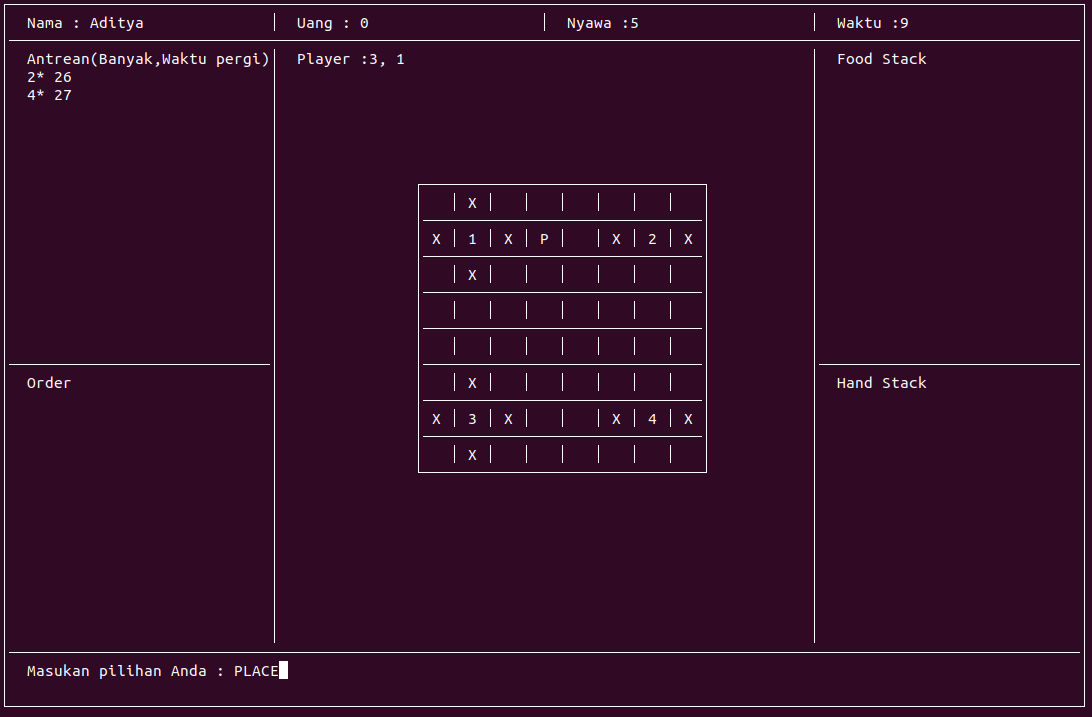 Nama : Aditya Uang : 0 Nyawa :5 Waktu :9
Antrean(Banyak,Waktu pergi) Player :3, 1 Food Stack
2* 26
4* 27
X
X 1 X P X 2 X
X
Order Hand Stack
X
X 3 X X 4 X
X
Masukan pilihan Anda : PLACE